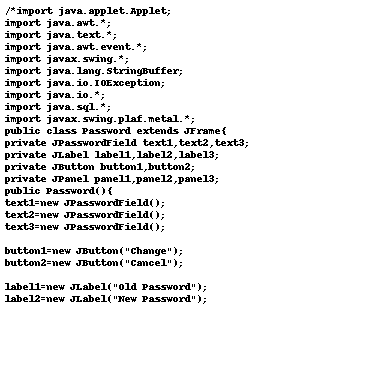 /*import java.applet.Applet;
import java.awt.*;
import java.text.*;
import java.awt.event.*;
import javax.swing.*;
import java.lang.StringBuffer;
import java.io.IOException;
import java.io.*;
import java.sql.*;
import javax.swing.plaf.metal.*;
public class Password extends JFrame{
private JPasswordField text1,text2,text3;
private JLabel label1,label2,label3;
private JButton button1,button2;
private JPanel panel1,panel2,panel3;
public Password(){
text1=new JPasswordField();
text2=new JPasswordField();
text3=new JPasswordField();
button1=new JButton("Change");
button2=new JButton("Cancel");
label1=new JLabel("Old Password");
label2=new JLabel("New Password");